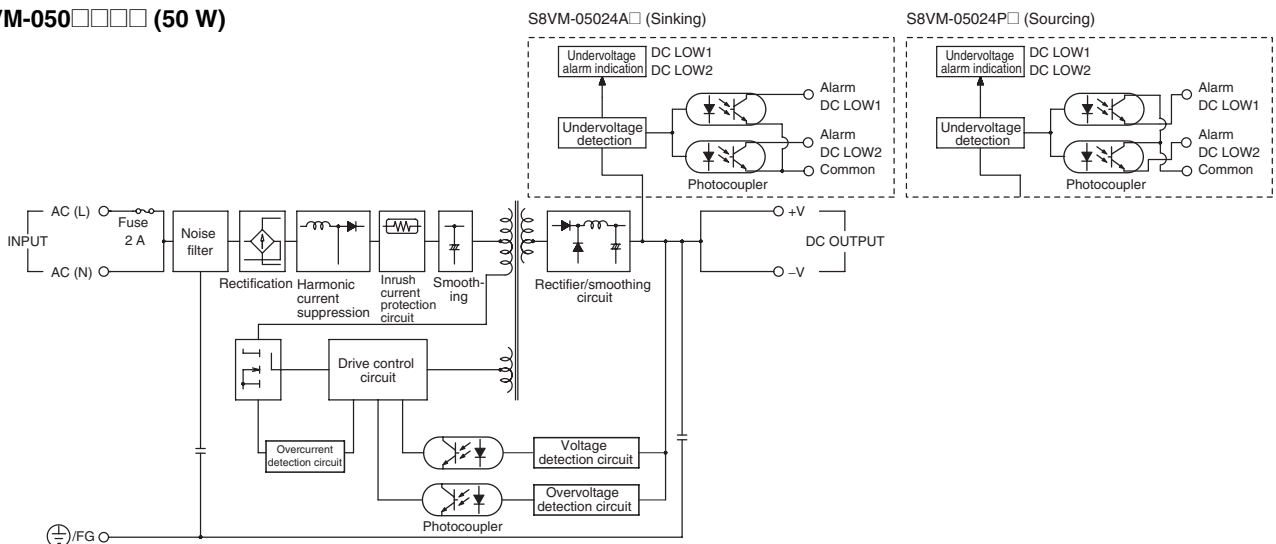 VM-050□□□□ (50 W)
S8VM-05024A□ (Sinking)
Undervoltage
alarm indication
DC LOW1
DC LOW2
Undervoltage
detection
Alarm
DC LOW1
Alarm
DC LOW2
Common
Photocoupler
S8VM-05024P□ (Sourcing)
Undervoltage
alarm indication
DC LOW1
DC LOW2
Undervoltage
detection
Alarm
DC LOW1
Alarm
DC LOW2
Common
Photocoupler
INPUT
AC (L)
AC (N)
Fuse
2 A
Noise
filter
Rectification
Harmonic
current
suppression
Inrush
current
protection
circuit
Smooth-
ing
Rectifier/smoothing
circuit
+V
DC OUTPUT
–V
Drive control
circuit
Overcurrent
detection circuit
Voltage
detection circuit
Overvoltage
detection circuit
Photocoupler
/FG